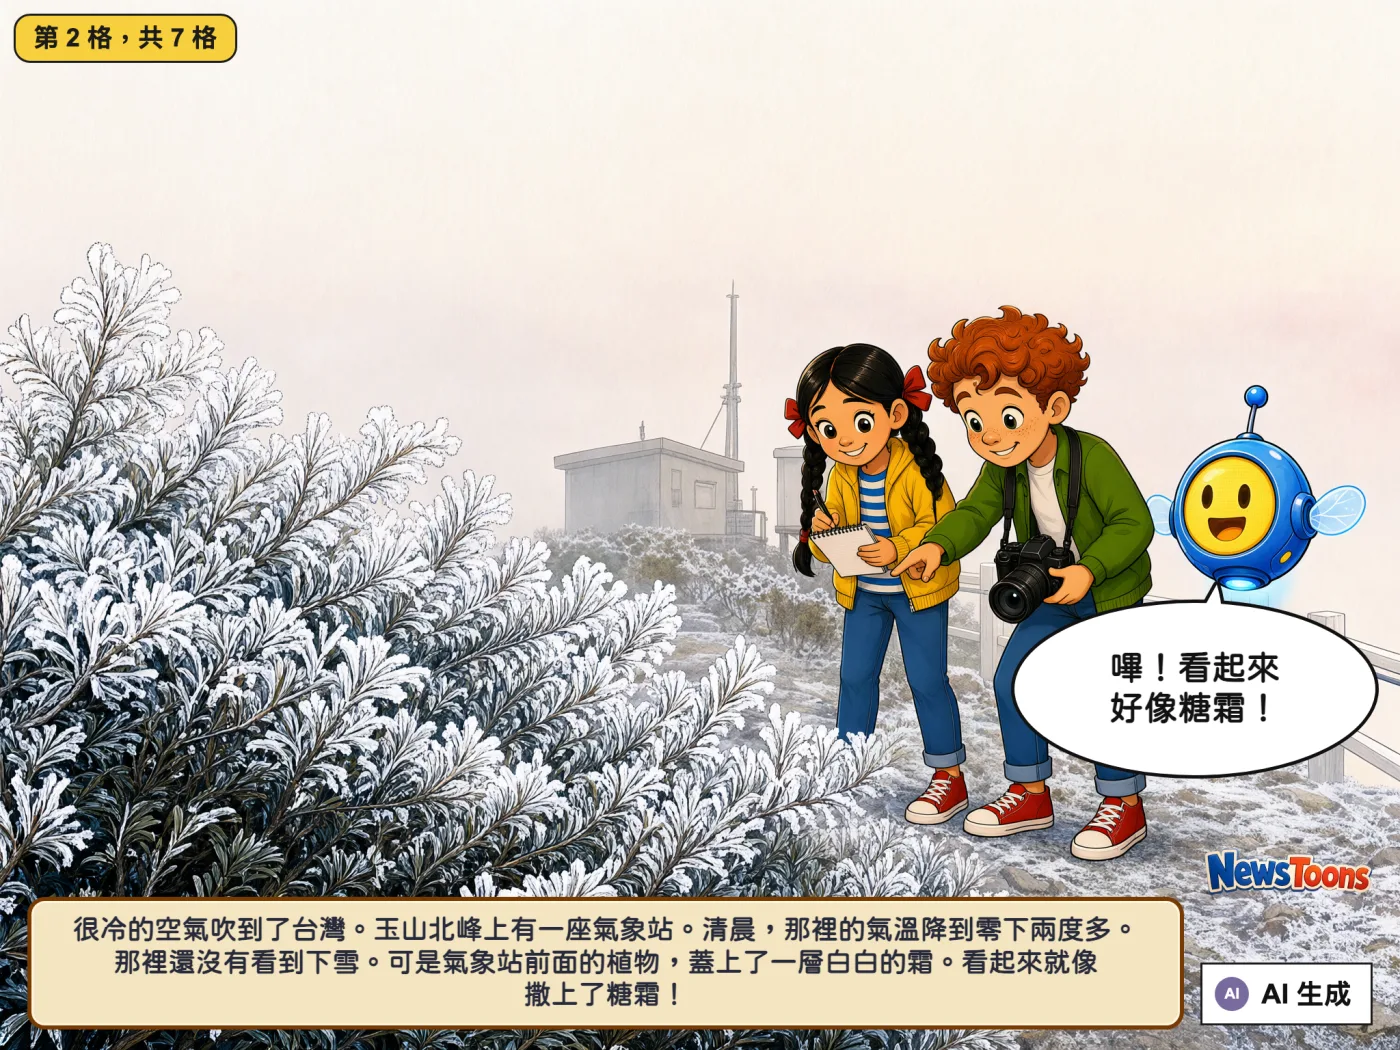 第 2 格，共 7 格
嗶！看起來
好像糖霜！
NewsToons
很冷的空氣吹到了台灣。玉山北峰上有一座氣象站。清晨，那裡的氣溫降到零下兩度多。
那裡還沒有看到下雪。可是氣象站前面的植物，蓋上了一層白白的霜。看起來就像
撒上了糖霜！
AI AI 生成